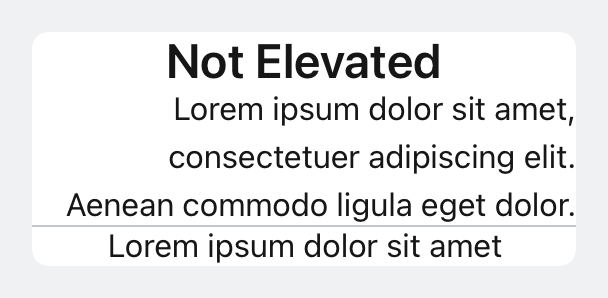 Not Elevated
Lorem ipsum dolor sit amet,
consectetuer adipiscing elit.
Aenean commodo ligula eget dolor.
Lorem ipsum dolor sit amet